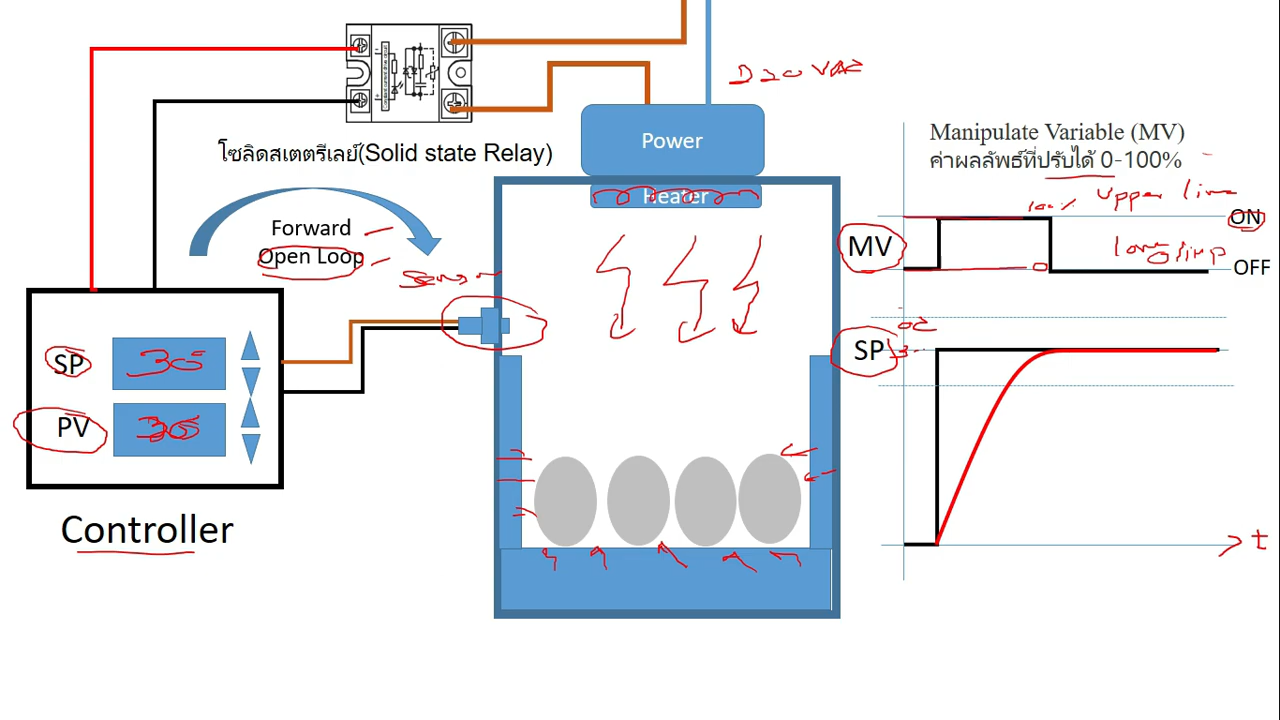 Power
Manipulate Variable (MV)
ค่าผลลัพธ์ที่ปรับได้ 0-100%
โซลิดสเตตรีเลย์(Solid state Relay)
Heater
100%
upper
ON
Forward
MV
Open Loop
OFF
SP
SP
30
PV
Controller
t